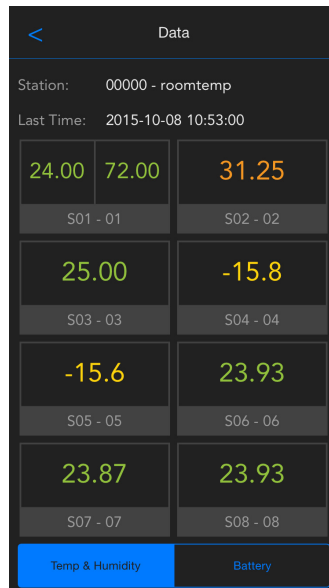 < Data
Station: 00000 - roomtemp
Last Time: 2015-10-08 10:53:00
24.00 72.00 31.25
S01 - 01 S02 - 02
25.00 -15.8
S03 - 03 S04 - 04
-15.6 23.93
S05 - 05 S06 - 06
23.87 23.93
S07 - 07 S08 - 08
Temp & Humidity Battery